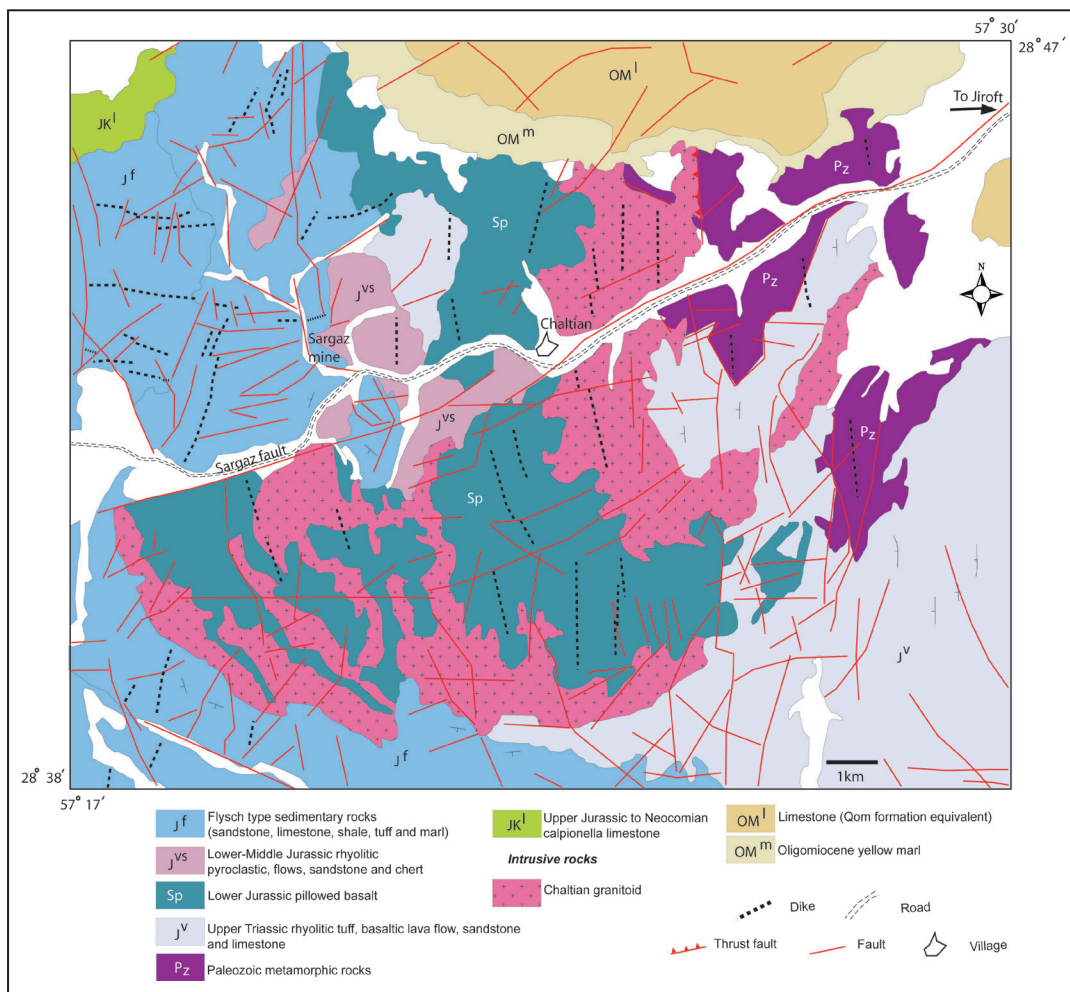 57° 30′
28° 47′
OM l
To Jiroft
JK l
OM m
Pz
J f
Sp
N
Pz
J vs
Chaltian
Sargaz
mine
J vs
Pz
Sargaz fault
Sp
J v
J f
1km
28° 38′
57° 17′
J f
Flysch type sedimentary rocks
(sandstone, limestone, shale, tuff and marl)
J vs
Lower-Middle Jurassic rhyolitic
pyroclastic, flows, sandstone and chert
Sp
Lower Jurassic pillowed basalt
J v
Upper Triassic rhyolitic tuff, basaltic lava flow, sandstone
and limestone
Pz
Paleozoic metamorphic rocks
JK l
Upper Jurassic to Neocomian
calpionella limestone
Intrusive rocks
Chaltian granitoid
OM l
Limestone (Qom formation equivalent)
OM m
Oligomiocene yellow marl
Dike
Road
Thrust fault
Fault
Village